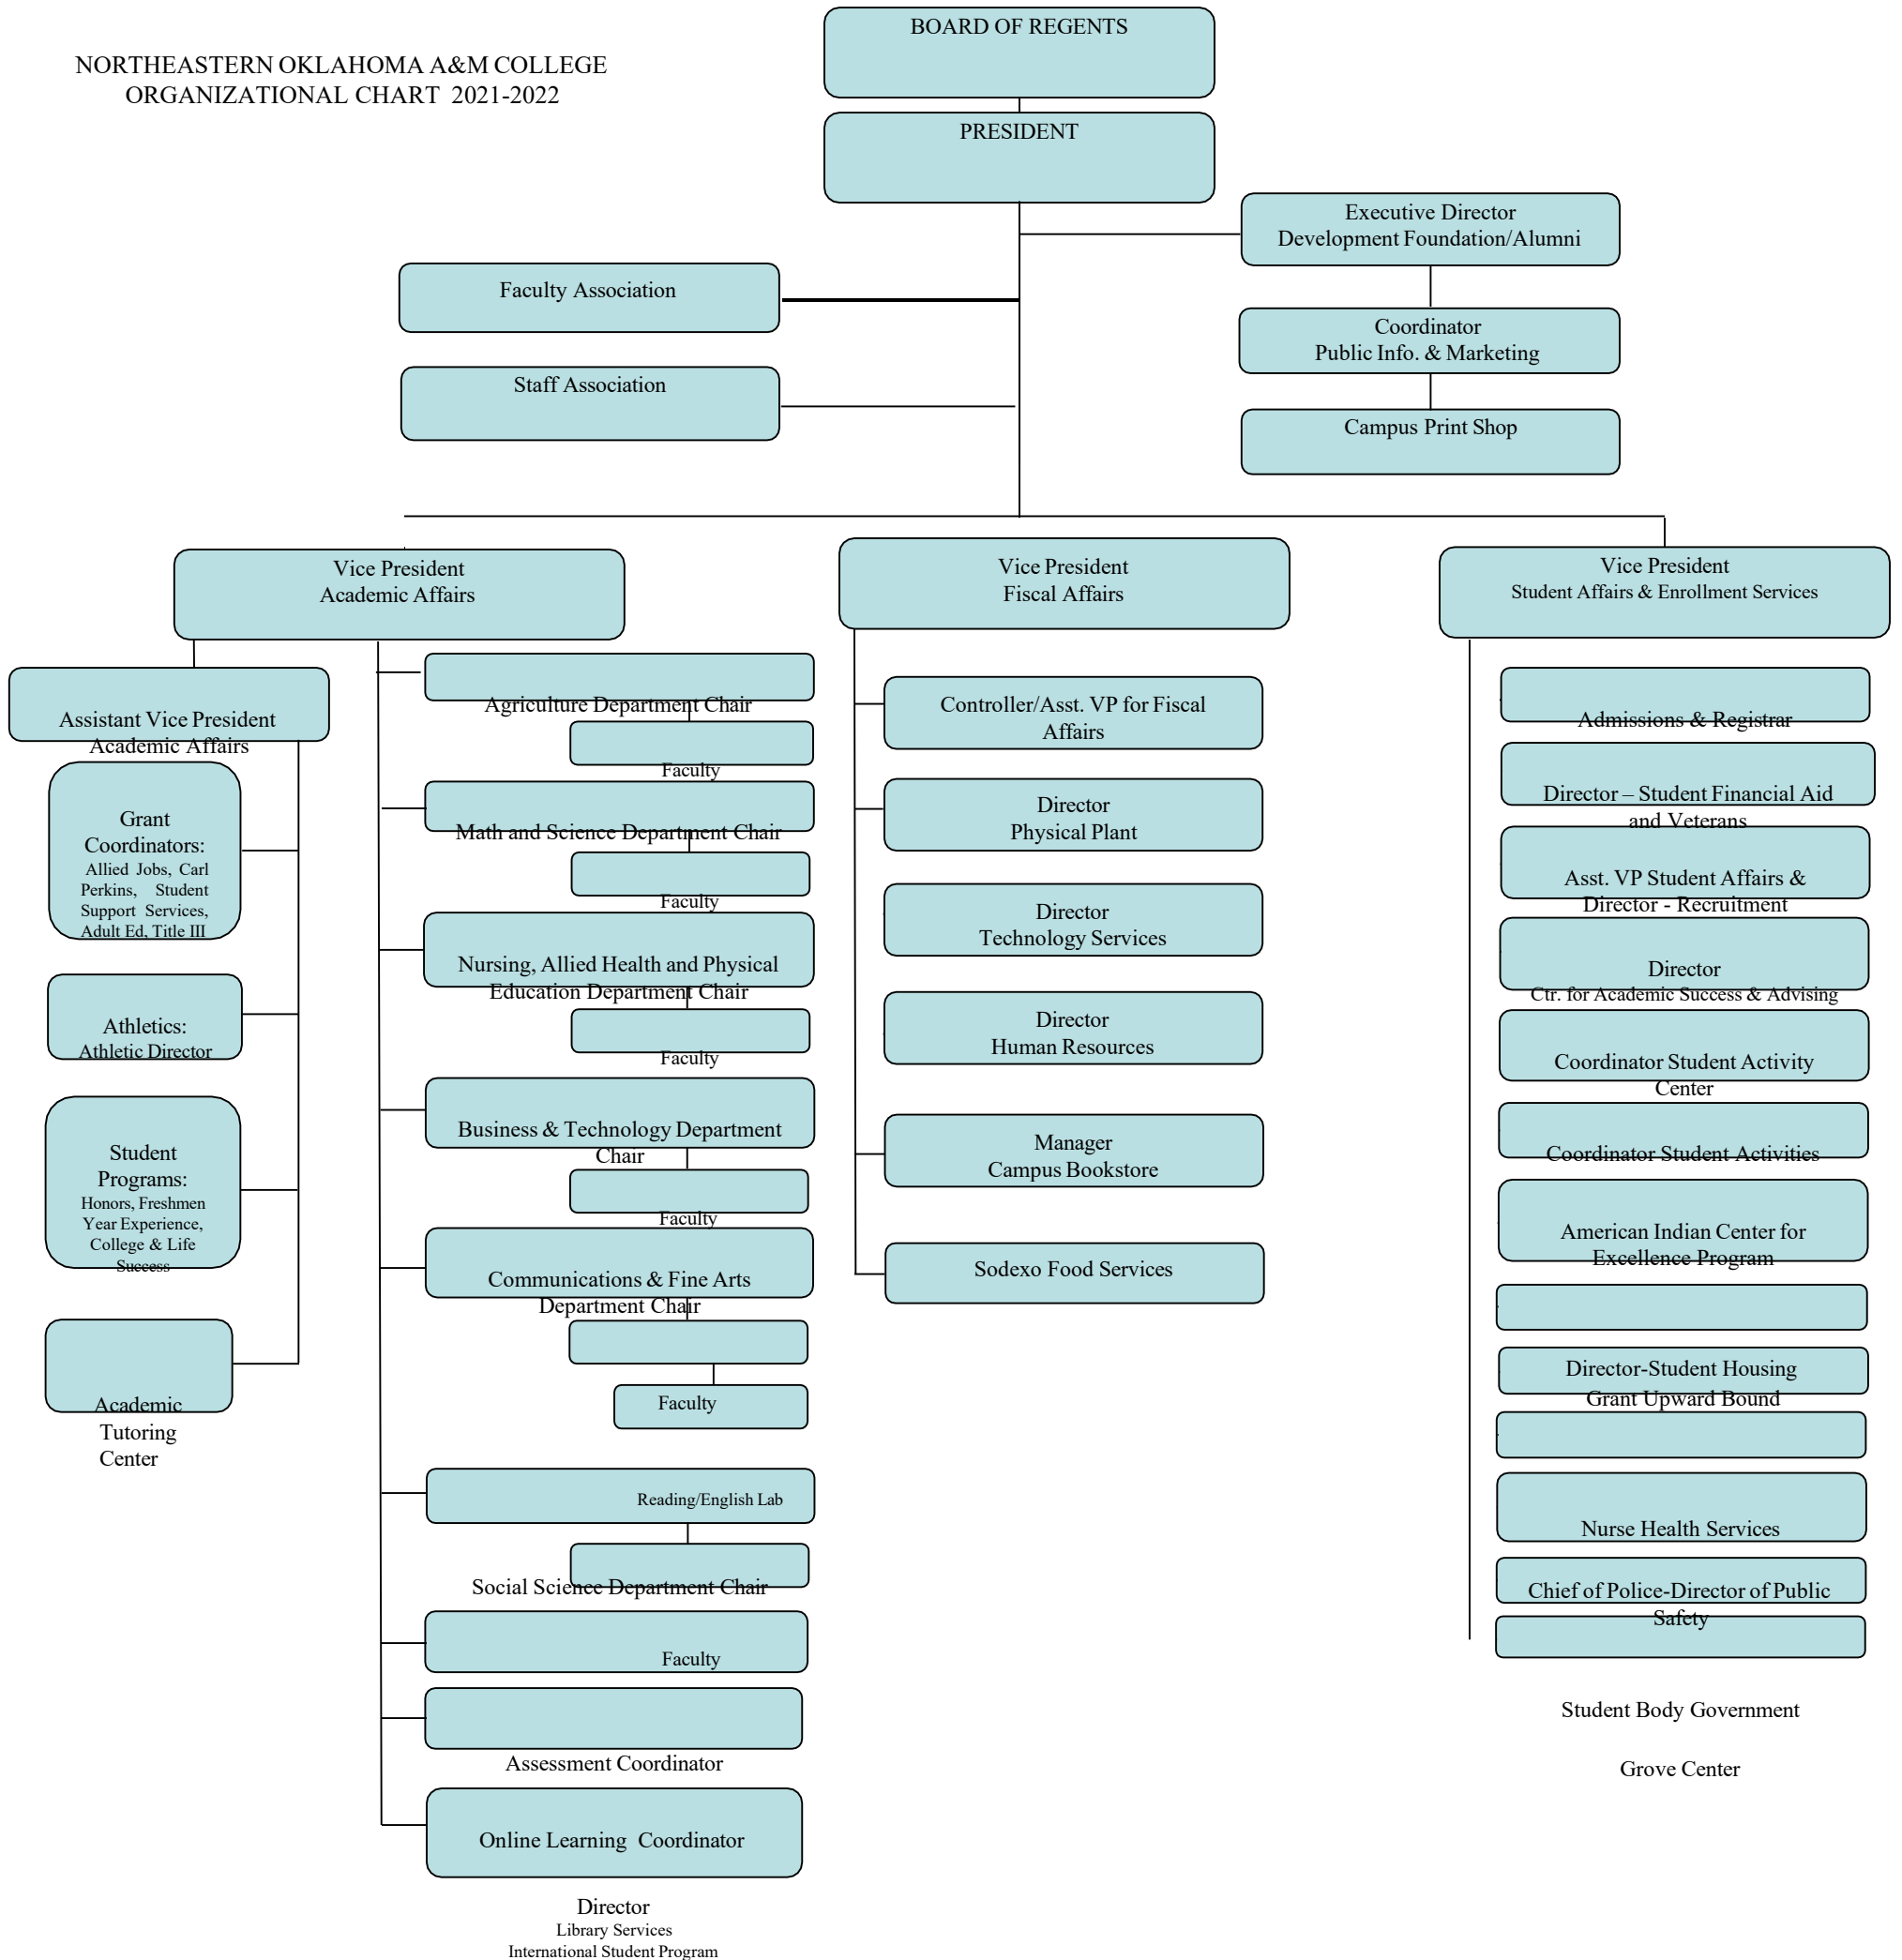 NORTHEASTERN OKLAHOMA A&M COLLEGE
ORGANIZATIONAL CHART 2021-2022
BOARD OF REGENTS
PRESIDENT
Executive Director
Development Foundation/Alumni
Faculty Association
Coordinator
Public Info. & Marketing
Staff Association
Campus Print Shop
Vice President
Academic Affairs
Assistant Vice President
Academic Affairs
Grant
Coordinators:
Allied Jobs, Carl
Perkins, Student
Support Services,
Adult Ed, Title III
Athletics:
Athletic Director
Student
Programs:
Honors, Freshmen
Year Experience,
College & Life
Success
Academic
Tutoring
Center
Agriculture Department Chair
Faculty
Math and Science Department Chair
Faculty
Nursing, Allied Health and Physical
Education Department Chair
Faculty
Business & Technology Department
Chair
Faculty
Communications & Fine Arts
Department Chair
Faculty
Reading/English Lab
Social Science Department Chair
Faculty
Assessment Coordinator
Online Learning Coordinator
Director
Library Services
International Student Program
Vice President
Fiscal Affairs
Controller/Asst. VP for Fiscal
Affairs
Director
Physical Plant
Director
Technology Services
Director
Human Resources
Manager
Campus Bookstore
Sodexo Food Services
Vice President
Student Affairs & Enrollment Services
Admissions & Registrar
Director – Student Financial Aid
and Veterans
Asst. VP Student Affairs &
Director - Recruitment
Director
Ctr. for Academic Success & Advising
Coordinator Student Activity
Center
Coordinator Student Activities
American Indian Center for
Excellence Program
Director-Student Housing
Grant Upward Bound
Nurse Health Services
Chief of Police-Director of Public
Safety
Student Body Government
Grove Center